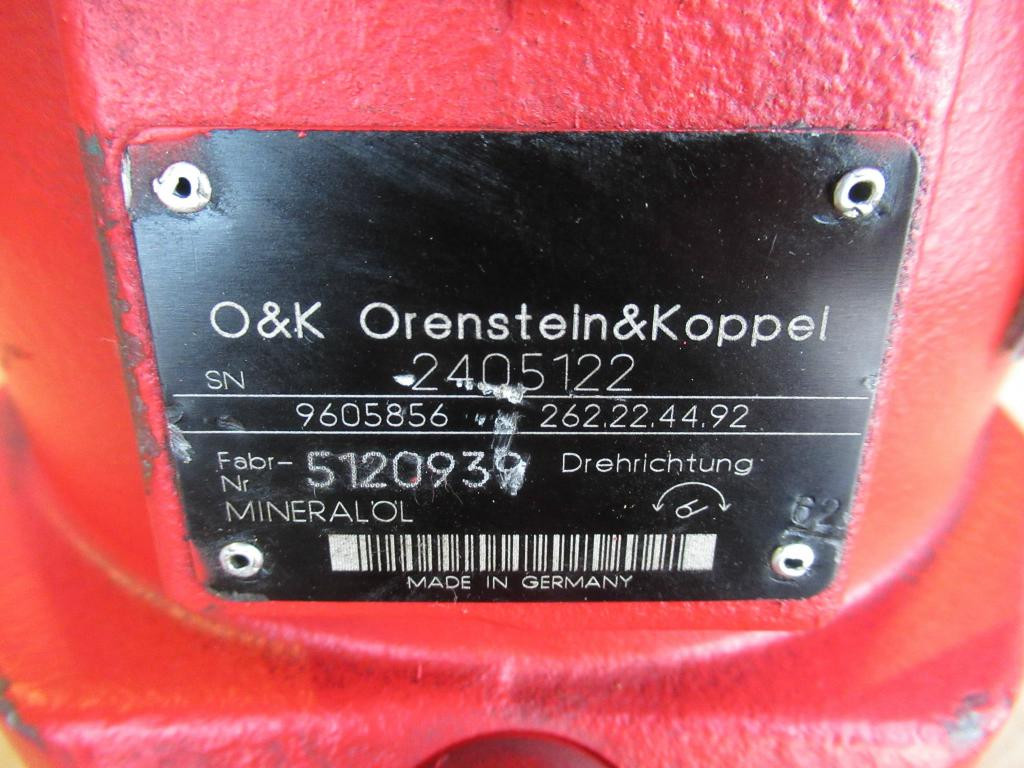 O&K Orenstein&Koppel
SN 2405122
9605856 262.22.44.92
Fabr- 5120939 Drehrichtung
Nr
MINERALÖL
62
MADE IN GERMANY